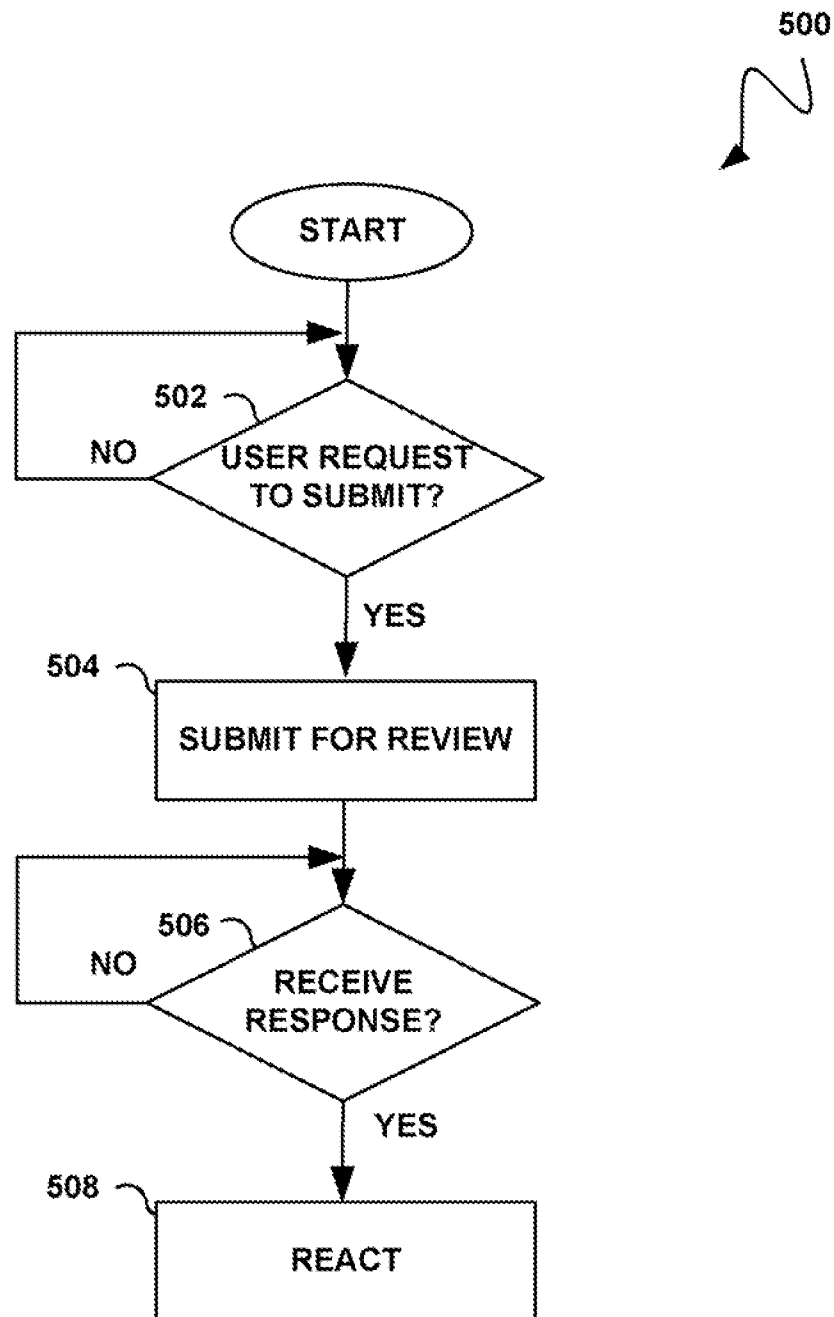 500
START
502
NO
USER REQUEST
TO SUBMIT?
YES
504
SUBMIT FOR REVIEW
506
NO
RECEIVE
RESPONSE?
YES
508
REACT